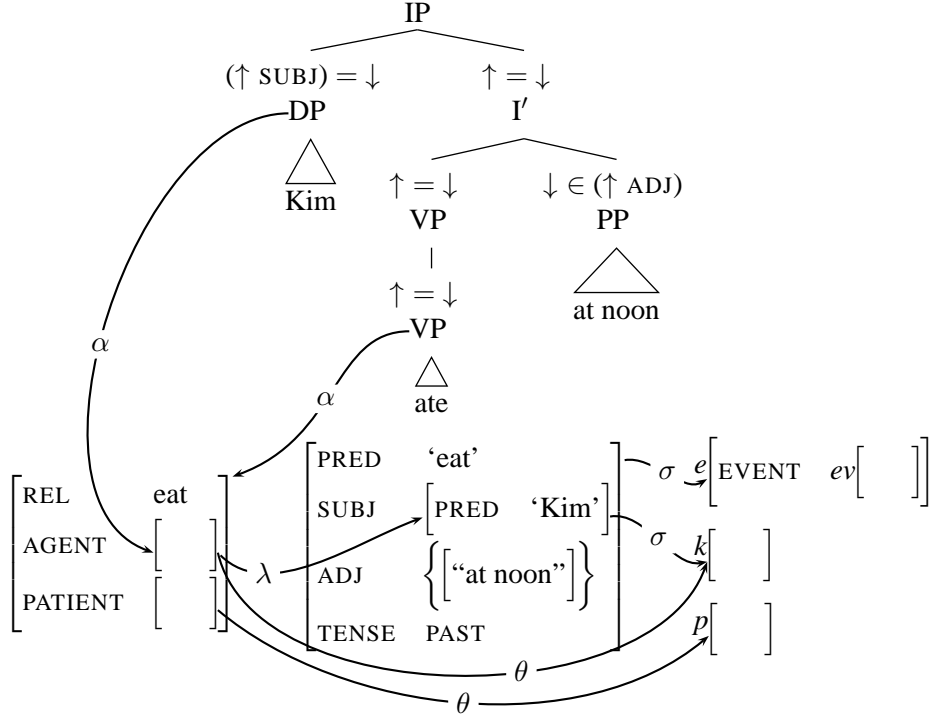 IP
(↑ SUBJ) = ↓ ↑ = ↓
DP I′
↑ = ↓ ↓ ∈ (↑ ADJ)
Kim VP PP
↑ = ↓ at noon
VP
α
α ate
PRED ‘eat’ σ e[EVENT ev[ ]]
REL eat
SUBJ [PRED ‘Kim’]
AGENT [ ] σ k[ ]
λ ADJ {[“at noon”]}
PATIENT [ ] p[ ]
TENSE PAST
θ
θ